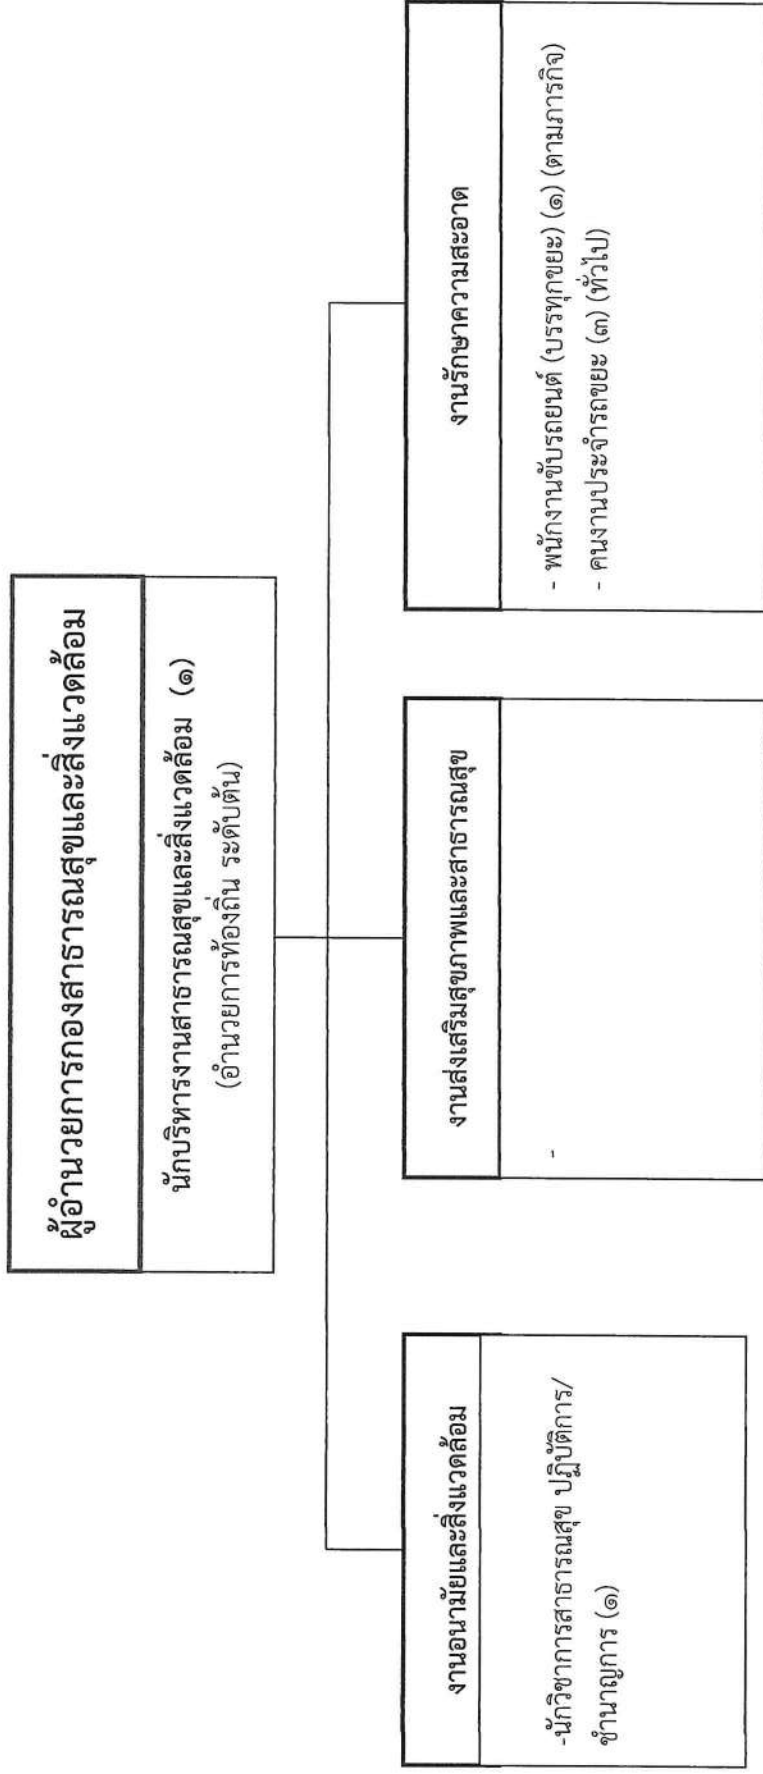 ผู้อำนวยการกองสาธารณสุขและสิ่งแวดล้อม
นักบริหารงานสาธารณสุขและสิ่งแวดล้อม (๑)
(อำนวยการท้องถิ่น ระดับต้น)
งานอนามัยและสิ่งแวดล้อม
-นักวิชาการสาธารณสุข ปฏิบัติการ/
ชำนาญการ (๑)
งานส่งเสริมสุขภาพและสาธารณสุข
-
งานรักษาความสะอาด
- พนักงานขับรถยนต์ (บรรทุกขยะ) (๑) (ตามภารกิจ)
- คนงานประจำรถขยะ (๓) (ทั่วไป)